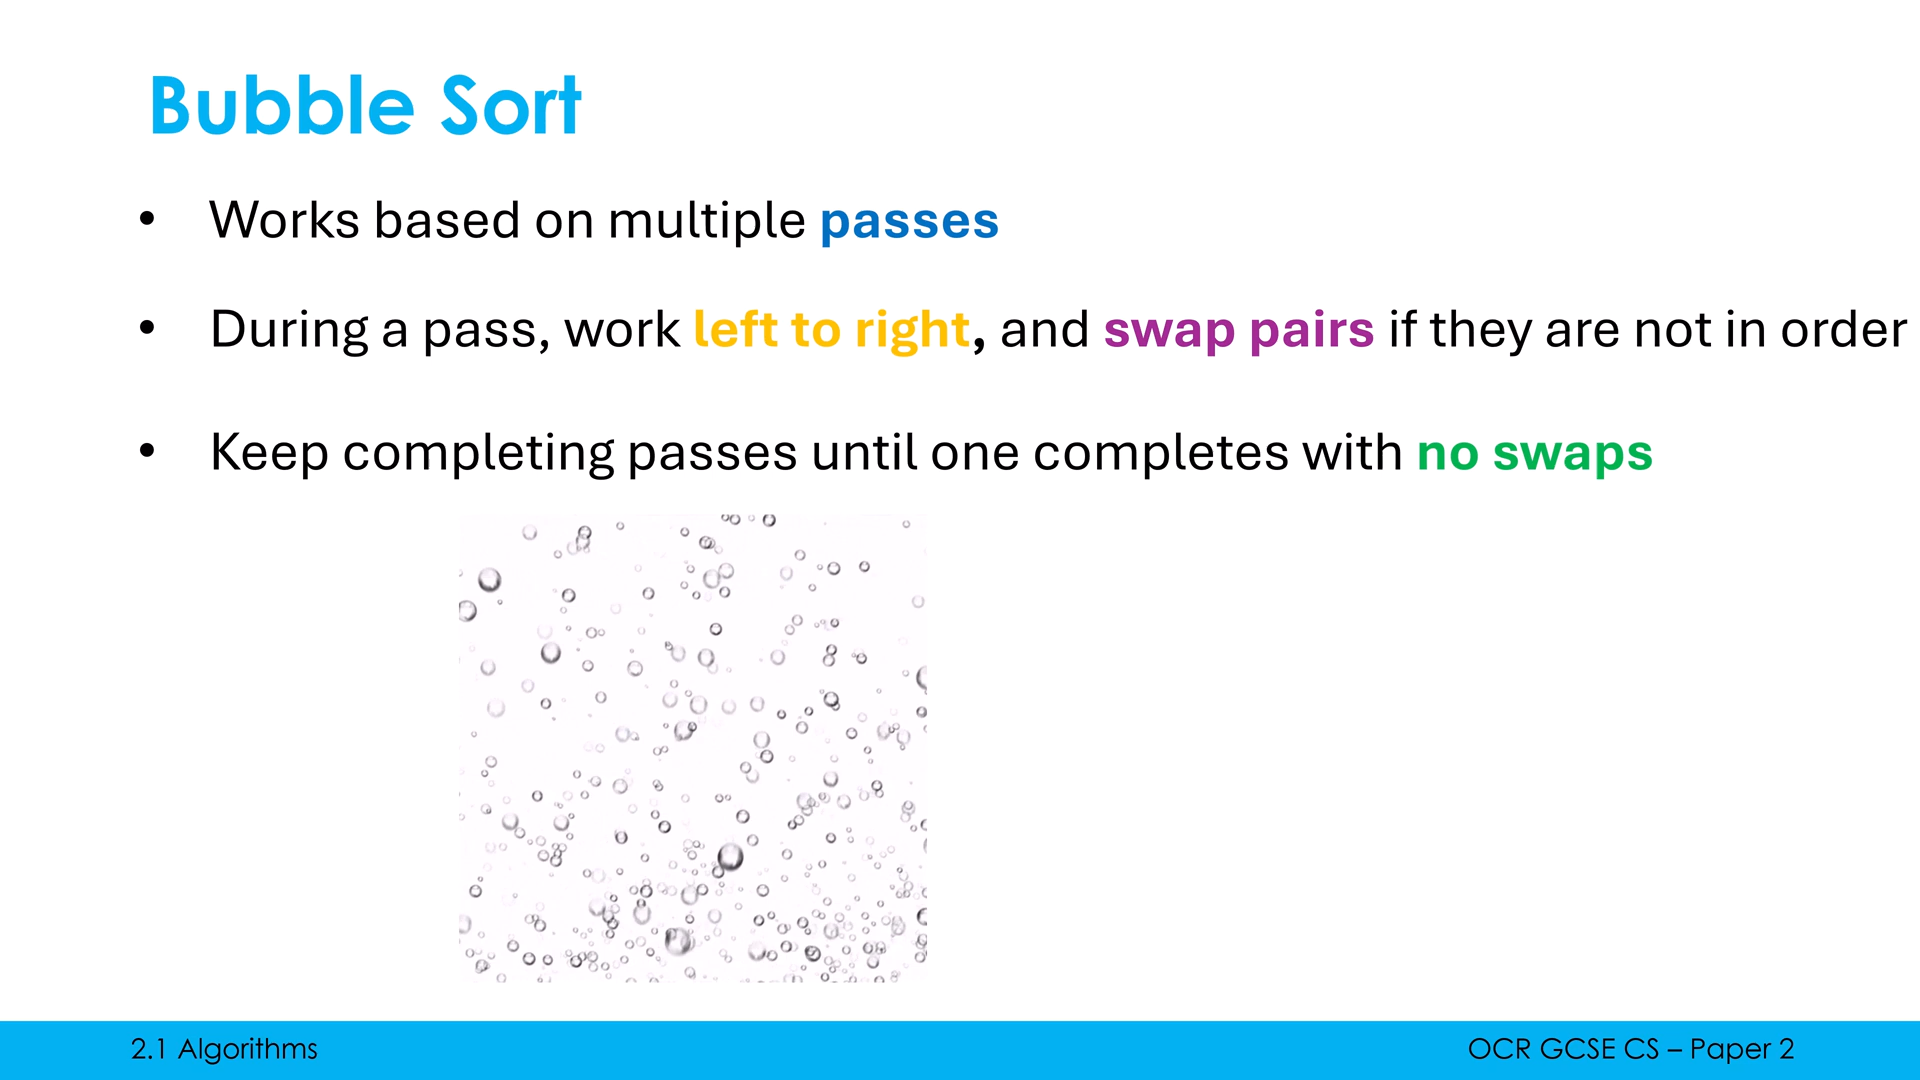 Bubble Sort
• Works based on multiple passes
• During a pass, work left to right, and swap pairs if they are not in order
• Keep completing passes until one completes with no swaps
2.1 Algorithms
OCR GCSE CS – Paper 2